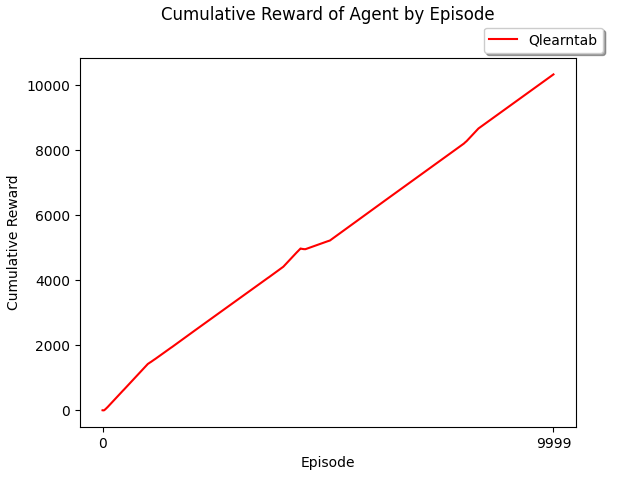 Cumulative Reward of Agent by Episode
Qlearntab
10000
8000
6000
4000
2000
0
Cumulative Reward
0
9999
Episode